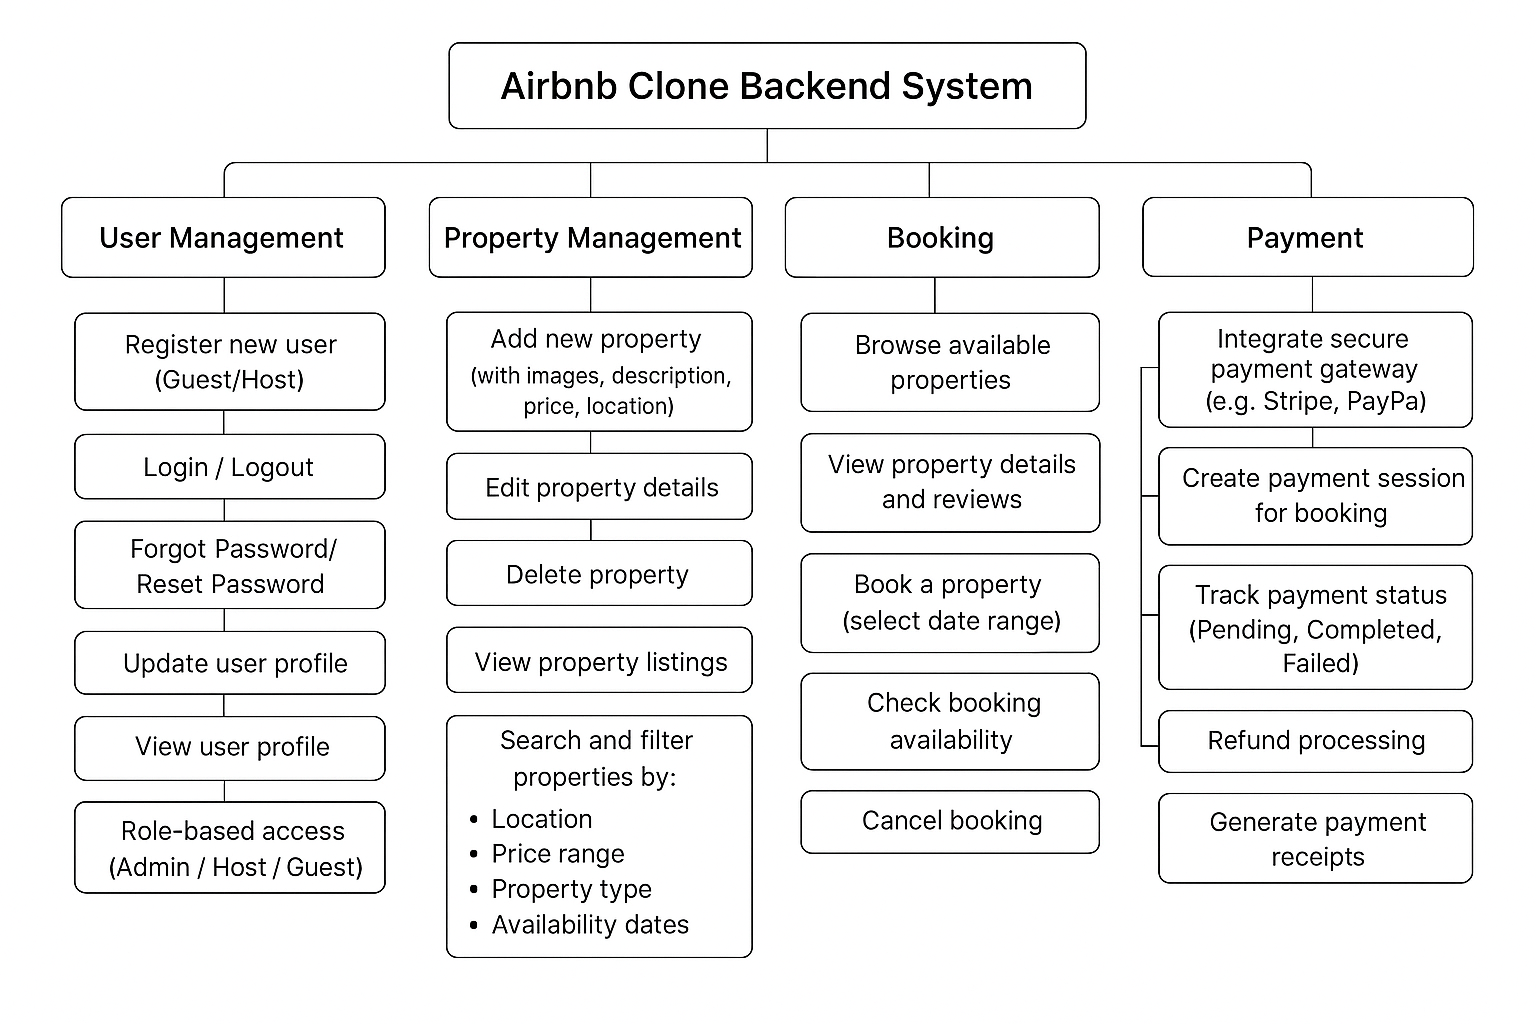 Airbnb Clone Backend System
User Management
Register new user
(Guest/Host)
Login / Logout
Forgot Password/
Reset Password
Update user profile
View user profile
Role-based access
(Admin / Host / Guest)
Property Management
Add new property
(with images, description,
price, location)
Edit property details
Delete property
View property listings
Search and filter
properties by:
• Location
• Price range
• Property type
• Availability dates
Booking
Browse available
properties
View property details
and reviews
Book a property
(select date range)
Check booking
availability
Cancel booking
Payment
Integrate secure
payment gateway
(e.g. Stripe, PayPa)
Create payment session
for booking
Track payment status
(Pending, Completed,
Failed)
Refund processing
Generate payment
receipts